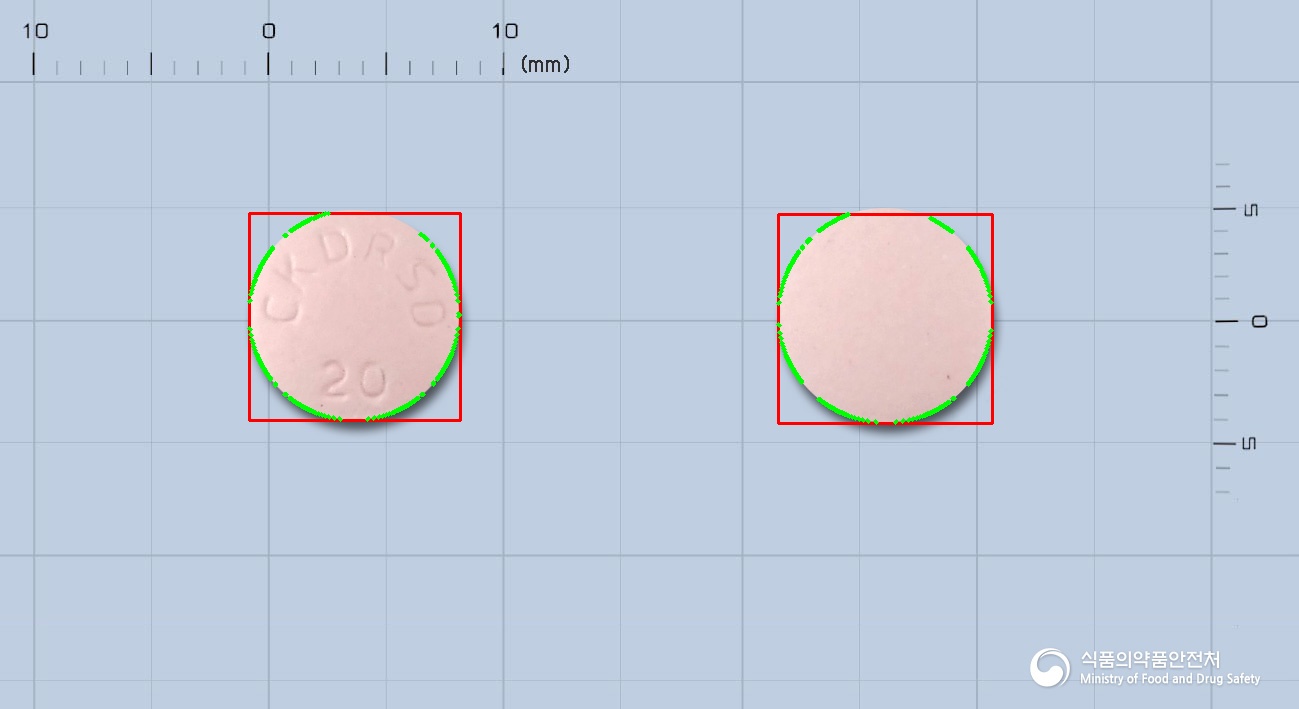 10 0 10
(mm)
CKDRSD
20
5
0
5
식품의약품안전처
Ministry of Food and Drug Safety